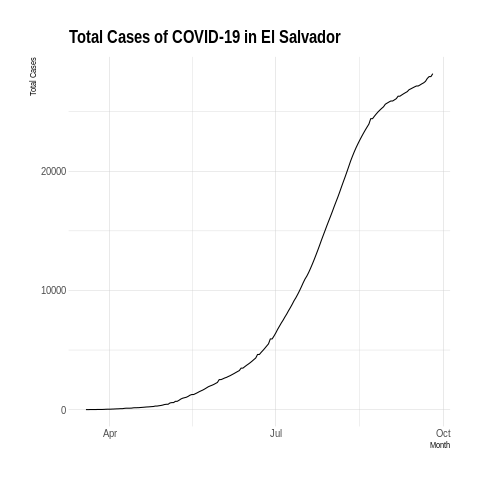 Total Cases of COVID-19 in El Salvador
Total Cases
20000
10000
0
Apr
Jul
Oct
Month